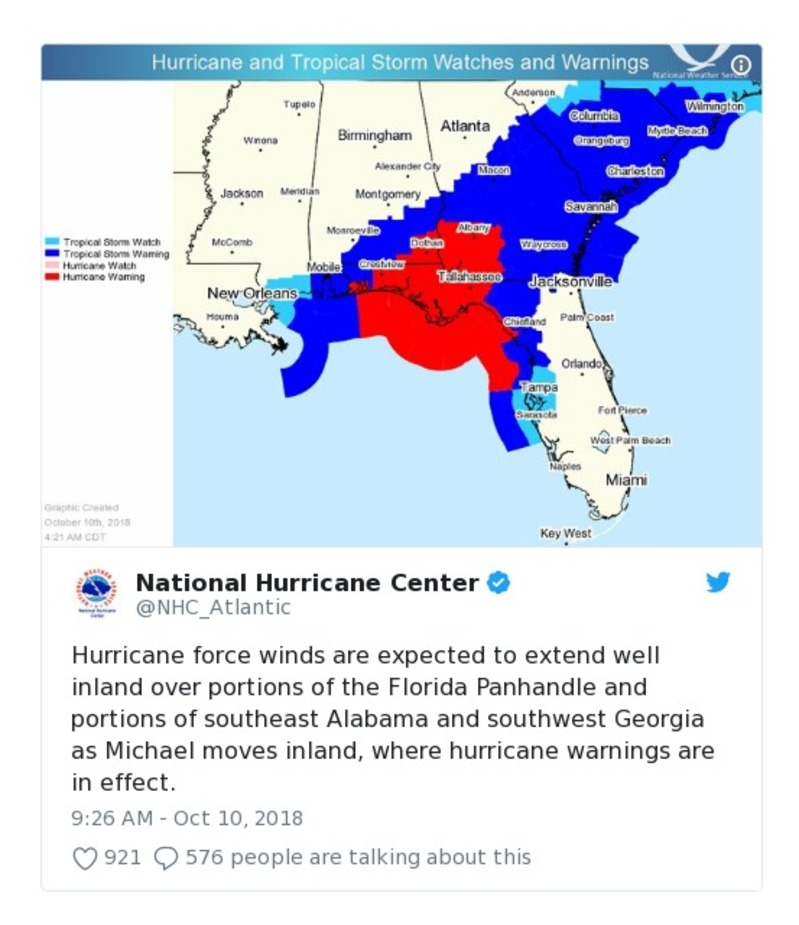 Hurricane and Tropical Storm Watches and Warnings
National Weather Service
Anderson
Wilmington
Columbia
Tupelo
Atlanta
Myrtle Beach
Birmingham
Orangeburg
Winona
Alexander City
Macon
Charleston
Jackson
Meridian
Montgomery
Savannah
Monroeville
Albany
McComb
Dothan
Waycross
Tropical Storm Watch
Tropical Storm Warning
Hurricane Watch
Hurricane Warning
Mobile
Crestview
Tallahassee
Jacksonville
New Orleans
Houma
Chiefland
Palm Coast
Orlando
Tampa
Sarasota
Fort Pierce
West Palm Beach
Naples
Miami
Key West
Graphic Created
October 10th, 2018
4:21 AM CDT
National Hurricane Center
@NHC_Atlantic
Hurricane force winds are expected to extend well
inland over portions of the Florida Panhandle and
portions of southeast Alabama and southwest Georgia
as Michael moves inland, where hurricane warnings are
in effect.
9:26 AM - Oct 10, 2018
921 576 people are talking about this